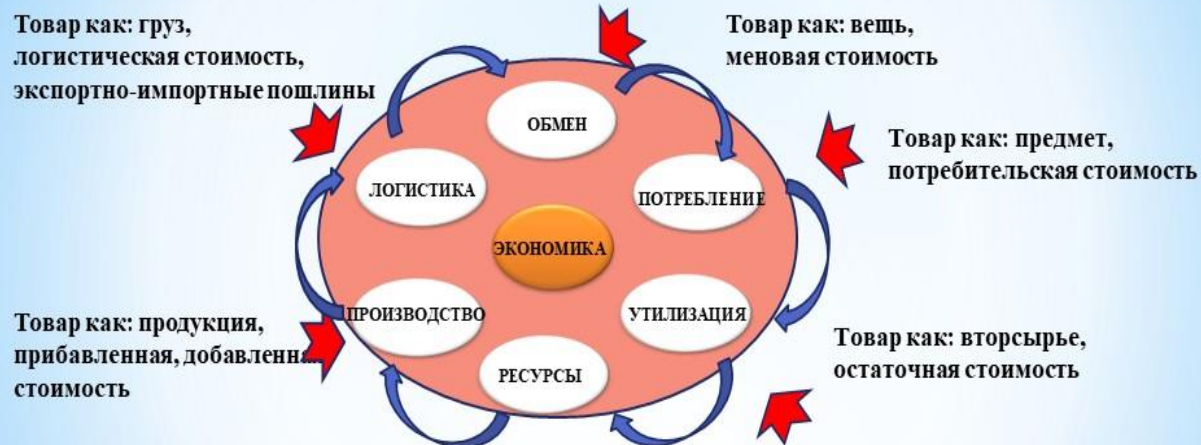 Товар как: груз,
логистическая стоимость,
экспортно-импортные пошлины
Товар как: вещь,
меновая стоимость
ОБМЕН
Товар как: предмет,
потребительская стоимость
ЛОГИСТИКА
ПОТРЕБЛЕНИЕ
ЭКОНОМИКА
ПРОИЗВОДСТВО
УТИЛИЗАЦИЯ
Товар как: продукция,
прибавленная, добавленна
стоимость
Товар как: вторсырье,
остаточная стоимость
РЕСУРСЫ